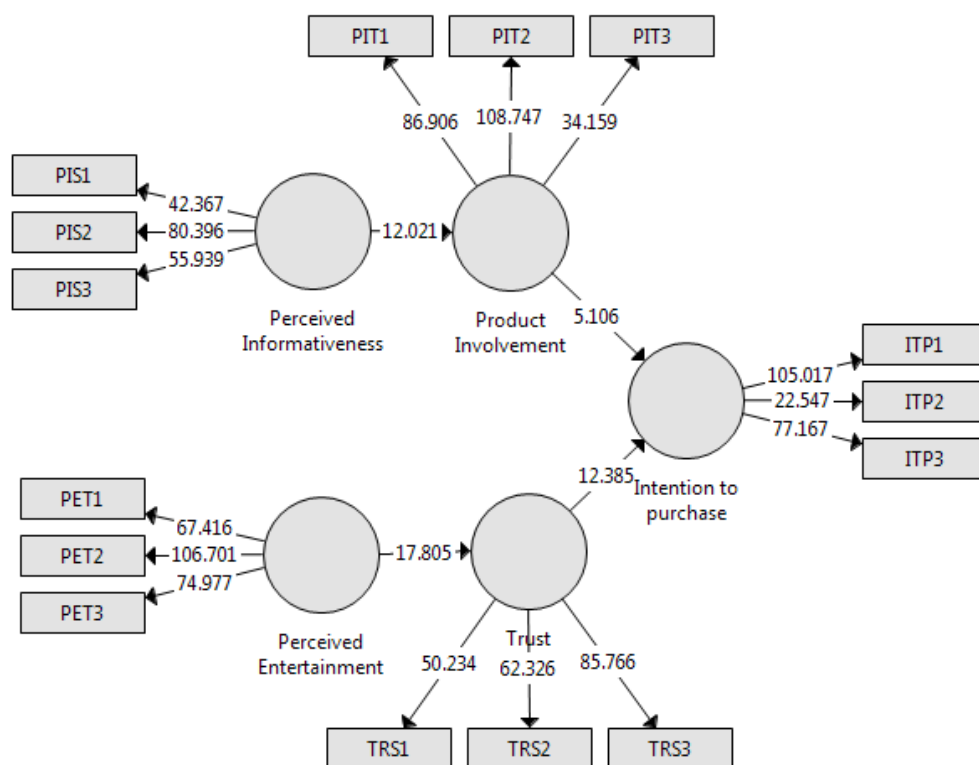 PIT1 PIT2 PIT3
86.906 108.747 34.159
PIS1
PIS2
PIS3
42.367
80.396
55.939
12.021
Perceived
Informativeness
Product
Involvement
5.106
ITP1
ITP2
ITP3
105.017
22.547
77.167
Intention to
purchase
12.385
PET1
PET2
PET3
67.416
106.701
74.977
17.805
Perceived
Entertainment
Trust
50.234 62.326 85.766
TRS1 TRS2 TRS3